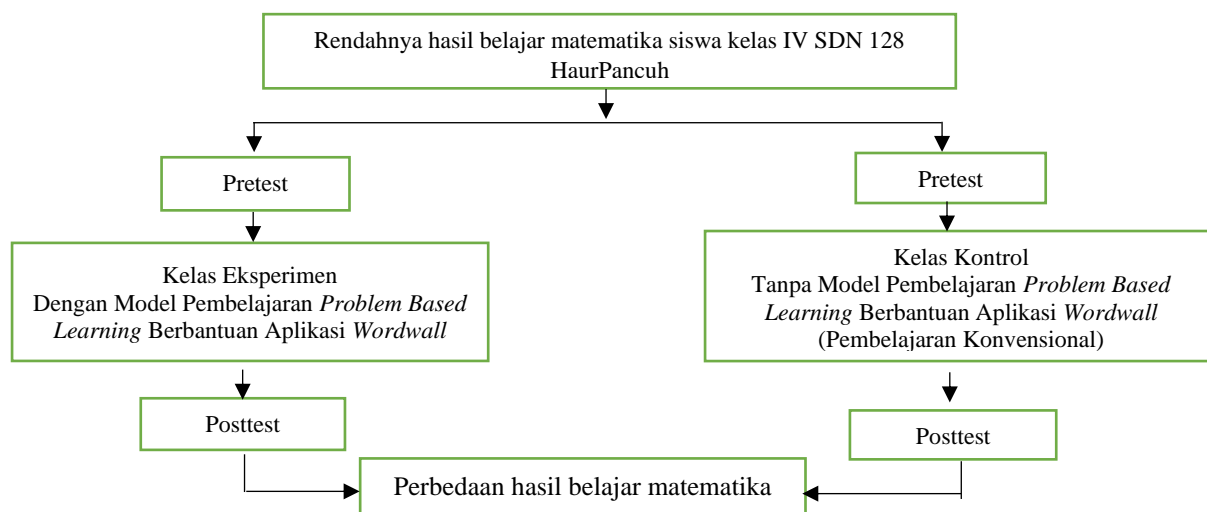 Rendahnya hasil belajar matematika siswa kelas IV SDN 128
HaurPancuh
Pretest
Pretest
Kelas Eksperimen
Dengan Model Pembelajaran Problem Based
Learning Berbantuan Aplikasi Wordwall
Kelas Kontrol
Tanpa Model Pembelajaran Problem Based
Learning Berbantuan Aplikasi Wordwall
(Pembelajaran Konvensional)
Posttest
Posttest
Perbedaan hasil belajar matematika